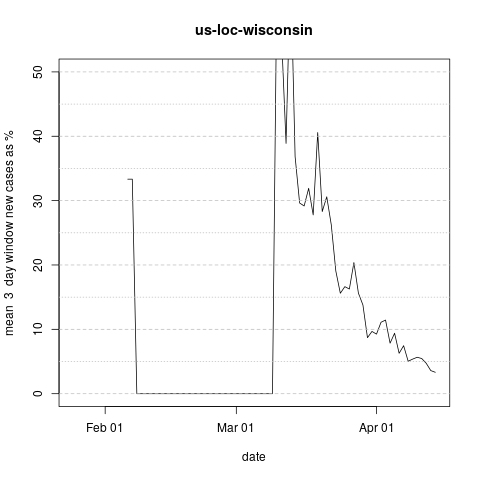 us-loc-wisconsin
mean 3 day window new cases as %
50
40
30
20
10
0
Feb 01
Mar 01
Apr 01
date